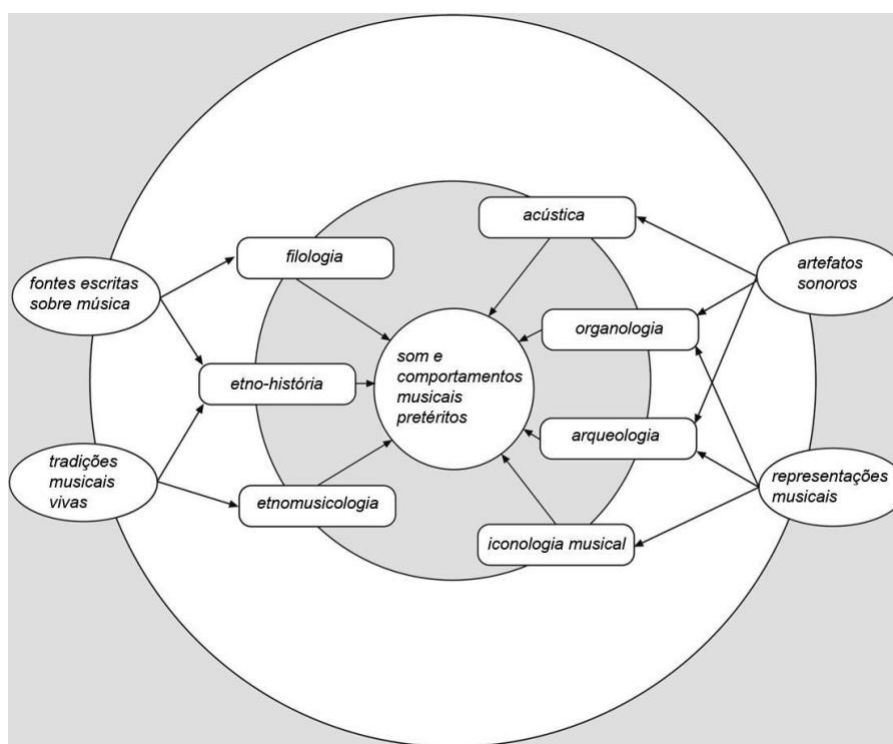 acústica
filologia
fontes escritas
sobre música
artefatos
sonoros
organologia
som e
comportamentos
musicais
pretéritos
etno-história
arqueologia
tradições
musicais
vivas
representações
musicais
etnomusicologia
iconologia musical